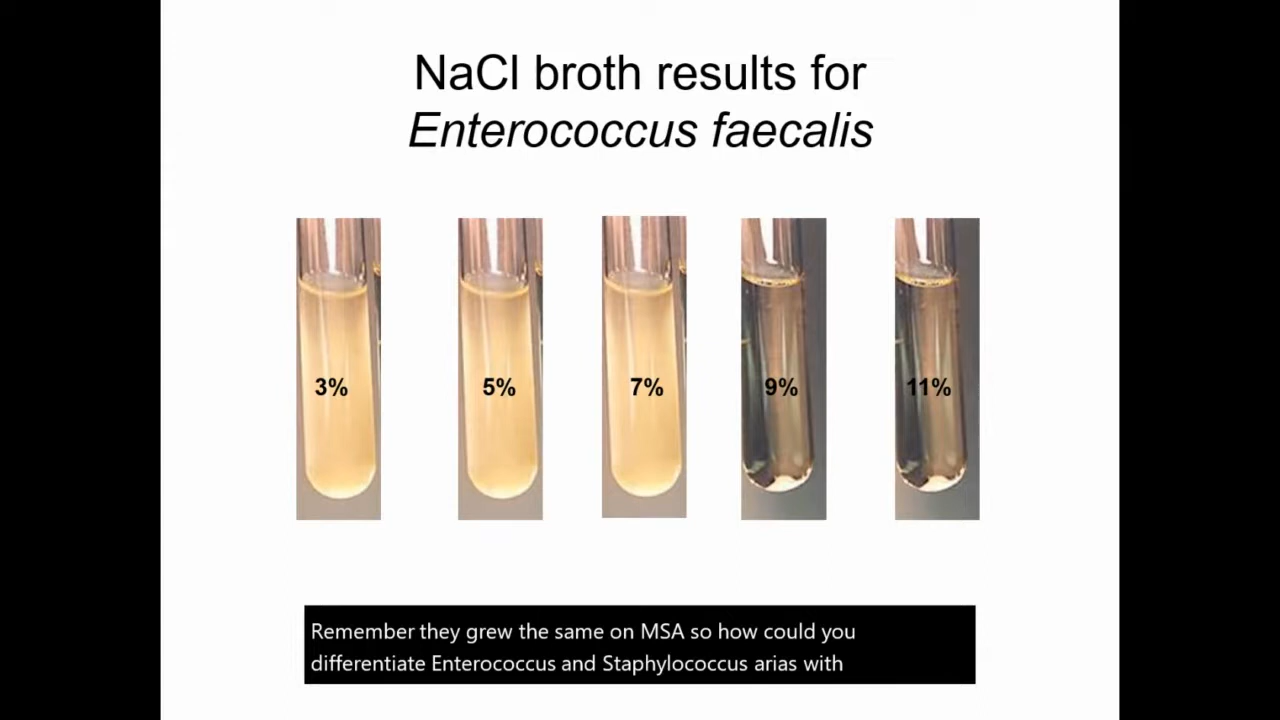 NaCl broth results for
Enterococcus faecalis
3% 5% 7% 9% 11%
Remember they grew the same on MSA so how could you
differentiate Enterococcus and Staphylococcus arias with